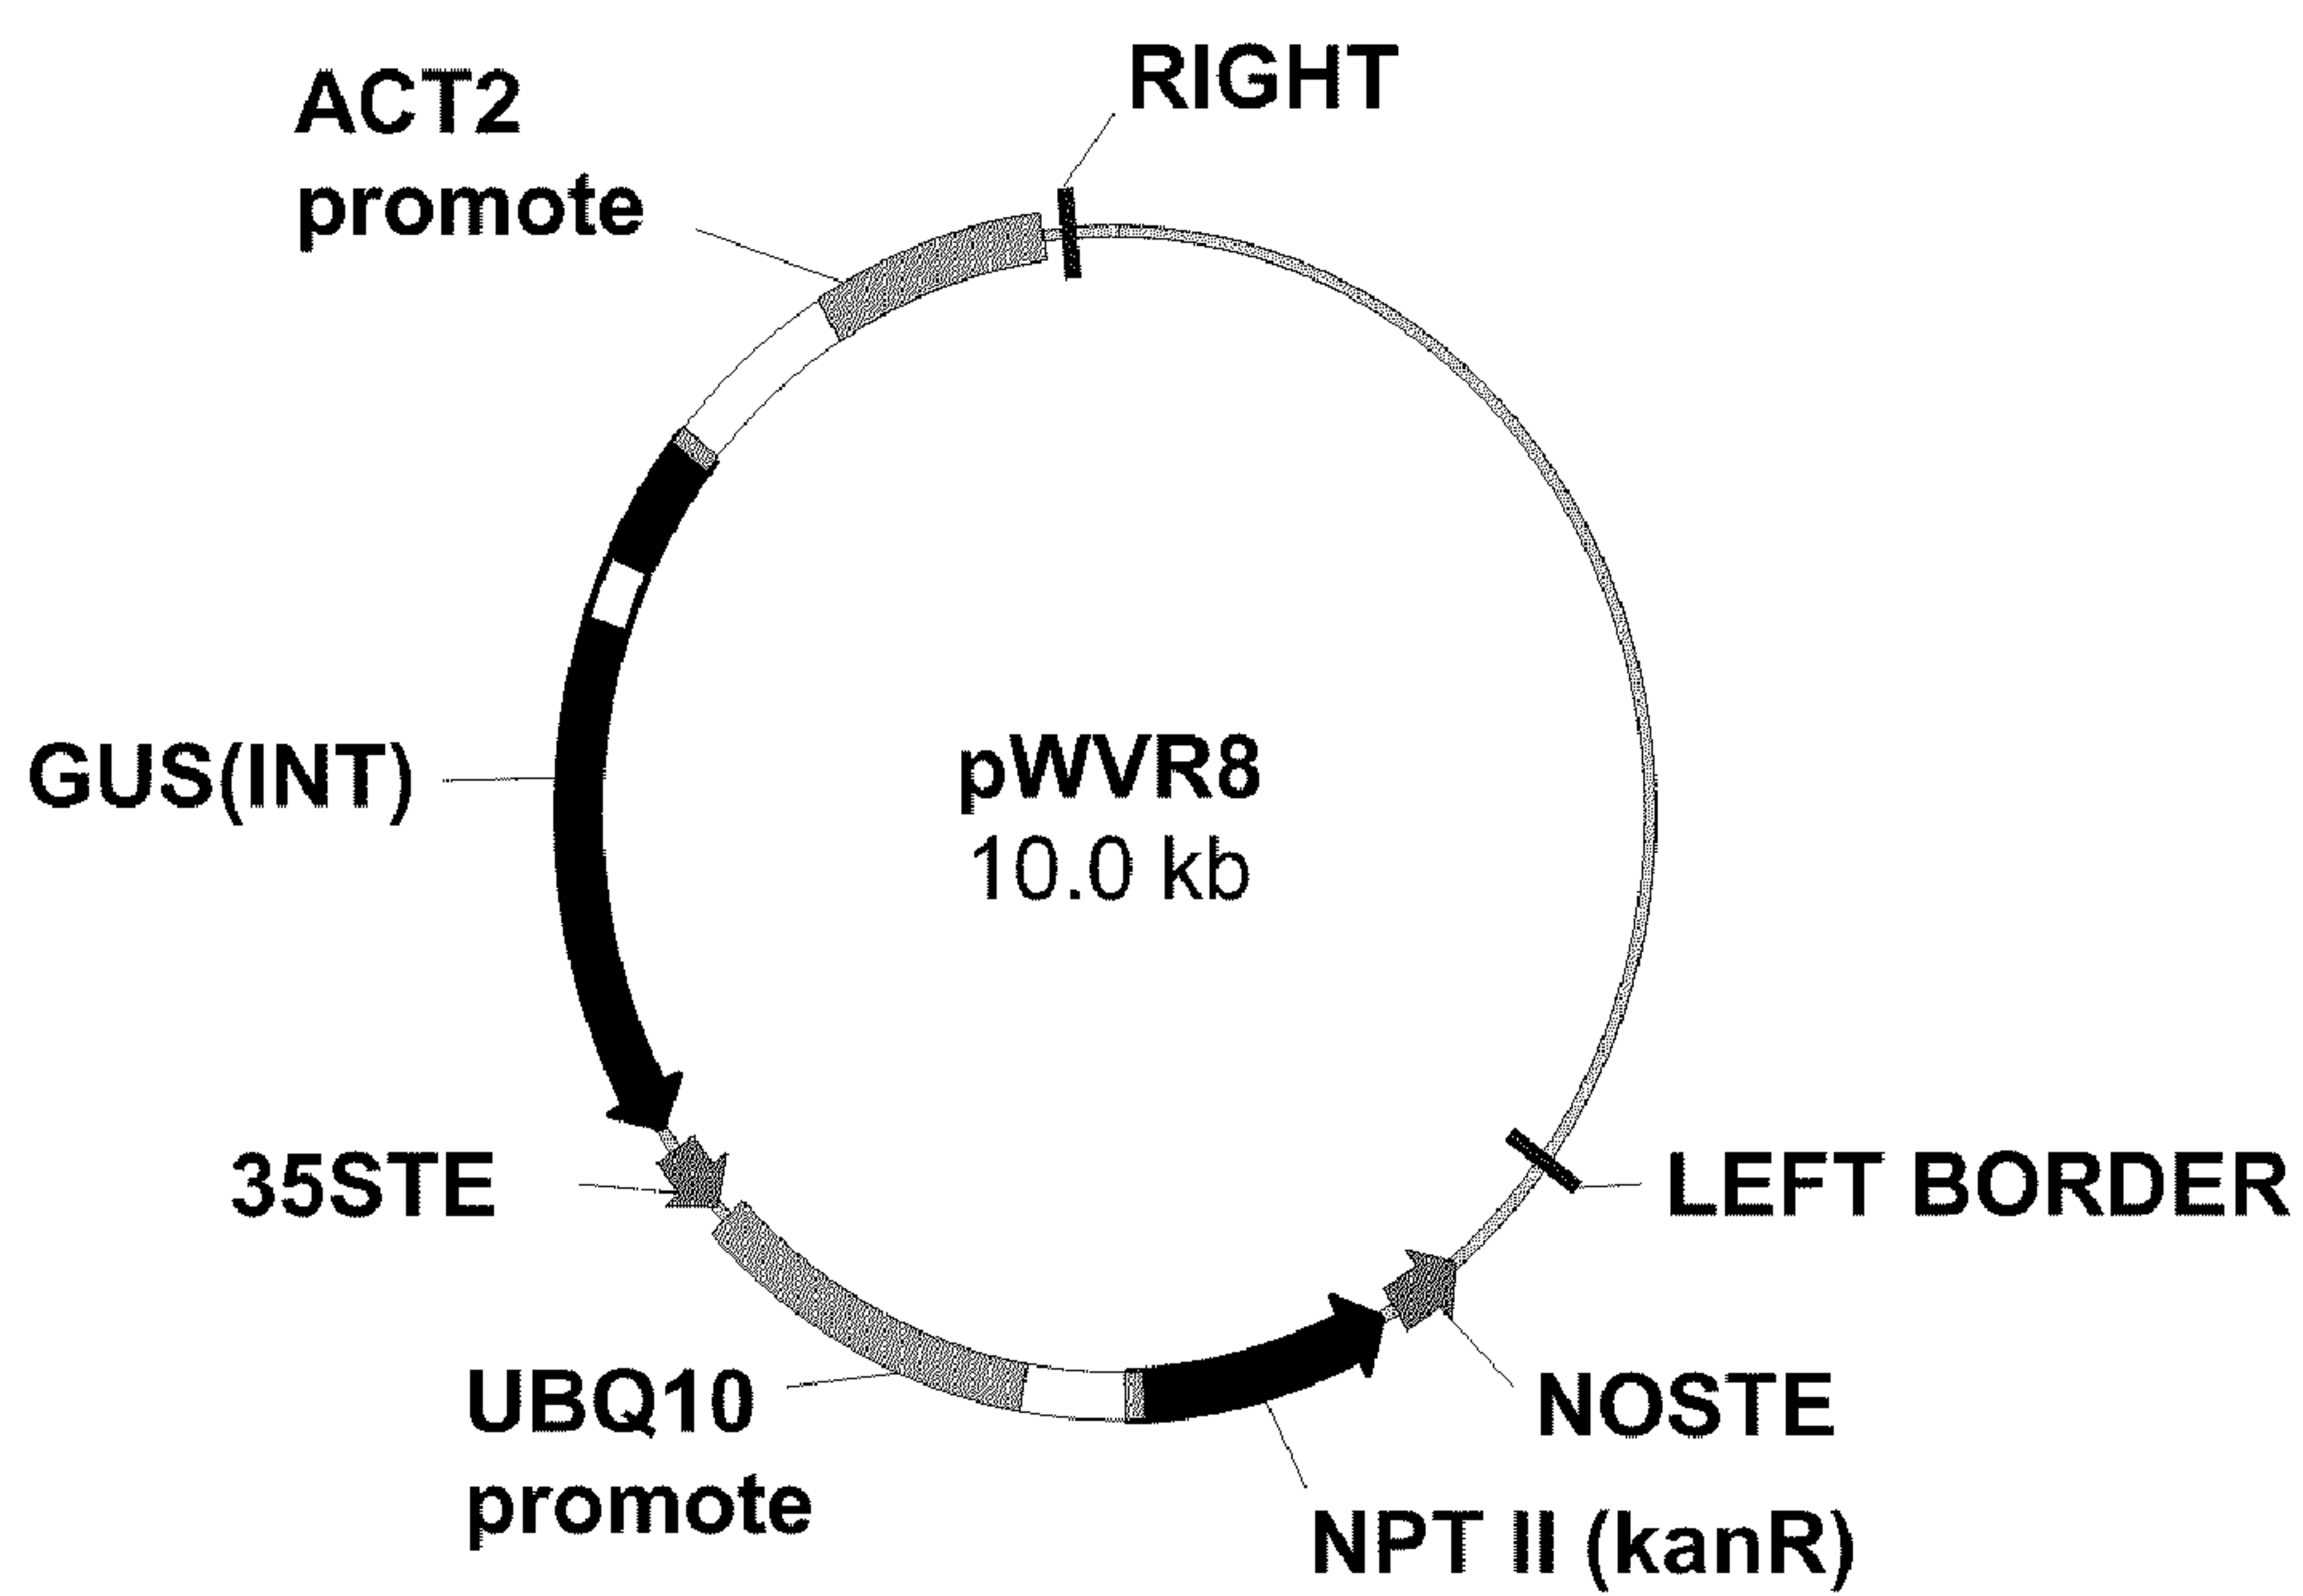 RIGHT
ACT2
promote
GUS(INT)
pWVR8
10.0 kb
35STE
LEFT BORDER
UBQ10
promote
NOSTE
NPT II (kanR)